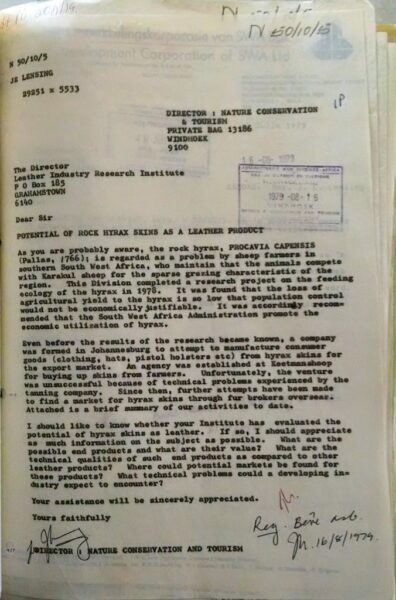 N 50/10/5
N 50/10/5
JE LENSING
29251 x 5533
DIRECTOR : NATURE CONSERVATION
& TOURISM
PRIVATE BAG 13186
WINDHOEK
9100
1P
16 -08- 1979
1979 -08- 15
WINDHOEK
The Director
Leather Industry Research Institute
P O Box 185
GRAHAMSTOWN
6140
Dear Sir
POTENTIAL OF ROCK HYRAX SKINS AS A LEATHER PRODUCT
As you are probably aware, the rock hyrax, PROCAVIA CAPENSIS
(Pallas, 1766); is regarded as a problem by sheep farmers in
southern South West Africa, who maintain that the animals compete
with Karakul sheep for the sparse grazing characteristic of the
region. This Division completed a research project on the feeding
ecology of the hyrax in 1978. It was found that the loss of
agricultural yield to the hyrax is so low that population control
would not be economically justifiable. It was accordingly recom-
mended that the South West Africa Administration promote the
economic utilization of hyrax.
Even before the results of the research became known, a company
was formed in Johannesburg to attempt to manufacture consumer
goods (clothing, hats, pistol holsters etc) from hyrax skins for
the export market. An agency was established at Keetmanshoop
for buying up skins from farmers. Unfortunately, the venture
was unsuccessful because of technical problems experienced by the
tanning company. Since then, further attempts have been made
to find a market for hyrax skins through fur brokers overseas.
Attached is a brief summary of our activities to date.
I should like to know whether your Institute has evaluated the
potential of hyrax skins as leather. If so, I should appreciate
as much information on the subject as possible. What are the
possible end products and what are their values? What are the
technical qualities of such end products as compared to other
leather products? Where could potential markets be found for
these products? What technical problems could a developing in-
dustry expect to encounter?
Your assistance will be sincerely appreciated.
Yours faithfully
DIRECTOR : NATURE CONSERVATION AND TOURISM
16/8/1979.